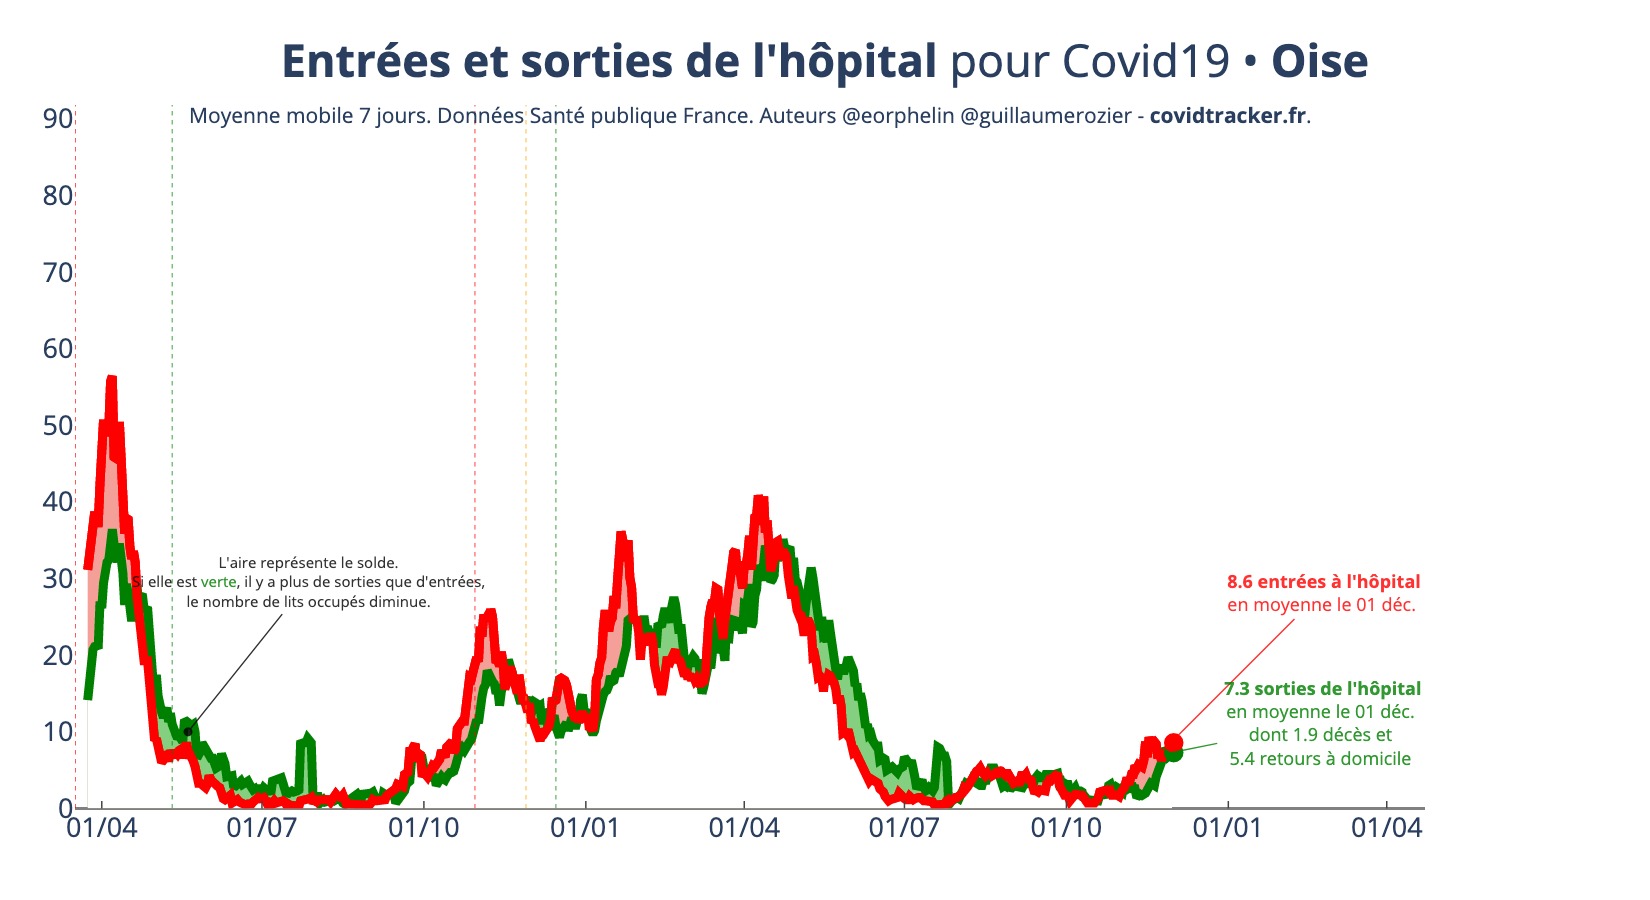 Entrées et sorties de l'hôpital pour Covid19 • Oise
Moyenne mobile 7 jours. Données Santé publique France. Auteurs @eorphelin @guillaumerozier - covidtracker.fr.
90
80
70
60
50
40
30
20
10
0
L'aire représente le solde.
Si elle est verte, il y a plus de sorties que d'entrées,
le nombre de lits occupés diminue.
8.6 entrées à l'hôpital
en moyenne le 01 déc.
7.3 sorties de l'hôpital
en moyenne le 01 déc.
dont 1.9 décès et
5.4 retours à domicile
01/04 01/07 01/10 01/01 01/04 01/07 01/10 01/01 01/04